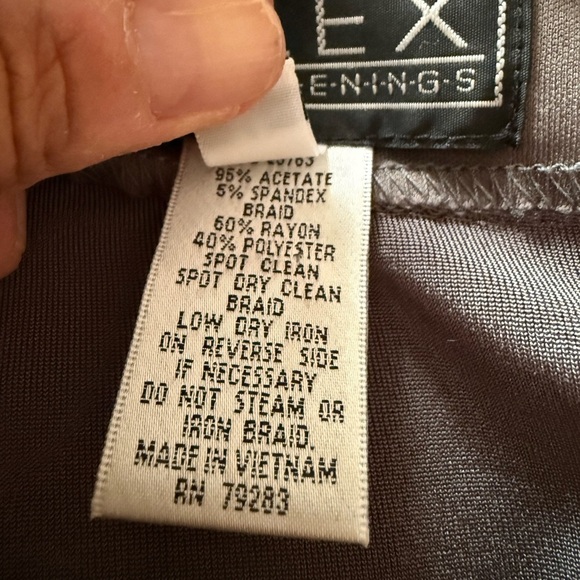 EX
E·N·I·N·G·S
95% ACETATE
5% SPANDEX
BRAID
60% RAYON
40% POLYESTER
SPOT CLEAN
SPOT DRY CLEAN
BRAID
LOW DRY IRON
ON REVERSE SIDE
IF NECESSARY
DO NOT STEAM OR
IRON BRAID.
MADE IN VIETNAM
RN 79283